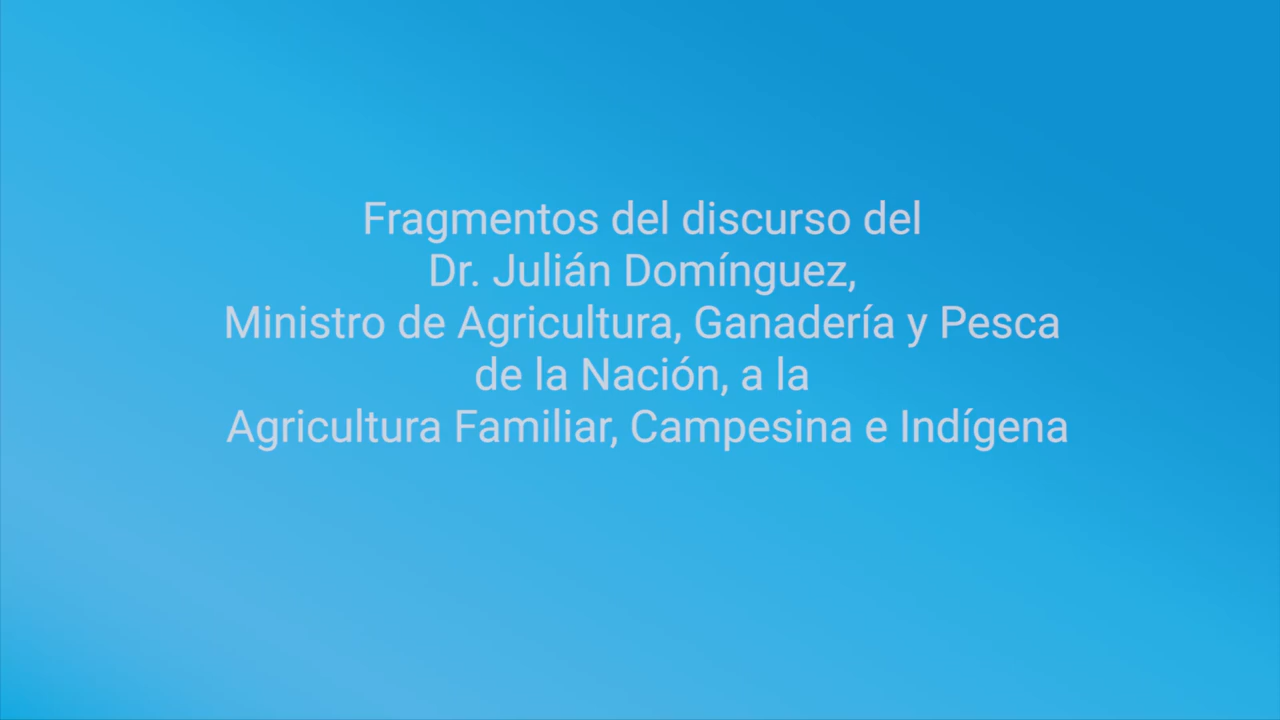 Fragmentos del discurso del
Dr. Julián Domínguez,
Ministro de Agricultura, Ganadería y Pesca
de la Nación, a la
Agricultura Familiar, Campesina e Indígena